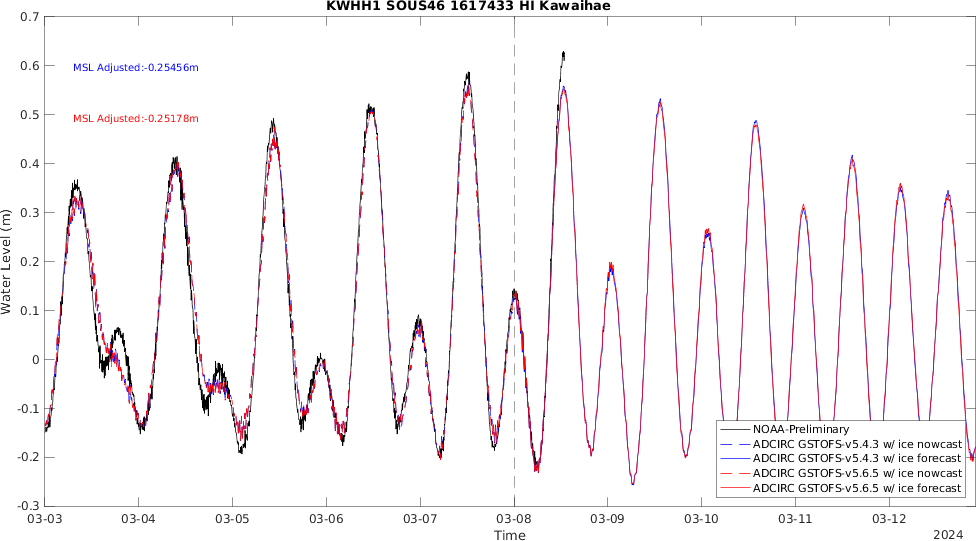 KWHH1 SOUS46 1617433 HI Kawaihae
0.7
0.6
0.5
0.4
0.3
0.2
0.1
0
-0.1
-0.2
-0.3
Water Level (m)
MSL Adjusted:-0.25456m
MSL Adjusted:-0.25178m
NOAA-Preliminary
ADCIRC GSTOFS-v5.4.3 w/ ice nowcast
ADCIRC GSTOFS-v5.4.3 w/ ice forecast
ADCIRC GSTOFS-v5.6.5 w/ ice nowcast
ADCIRC GSTOFS-v5.6.5 w/ ice forecast
03-03 03-04 03-05 03-06 03-07 03-08 03-09 03-10 03-11 03-12
Time
2024